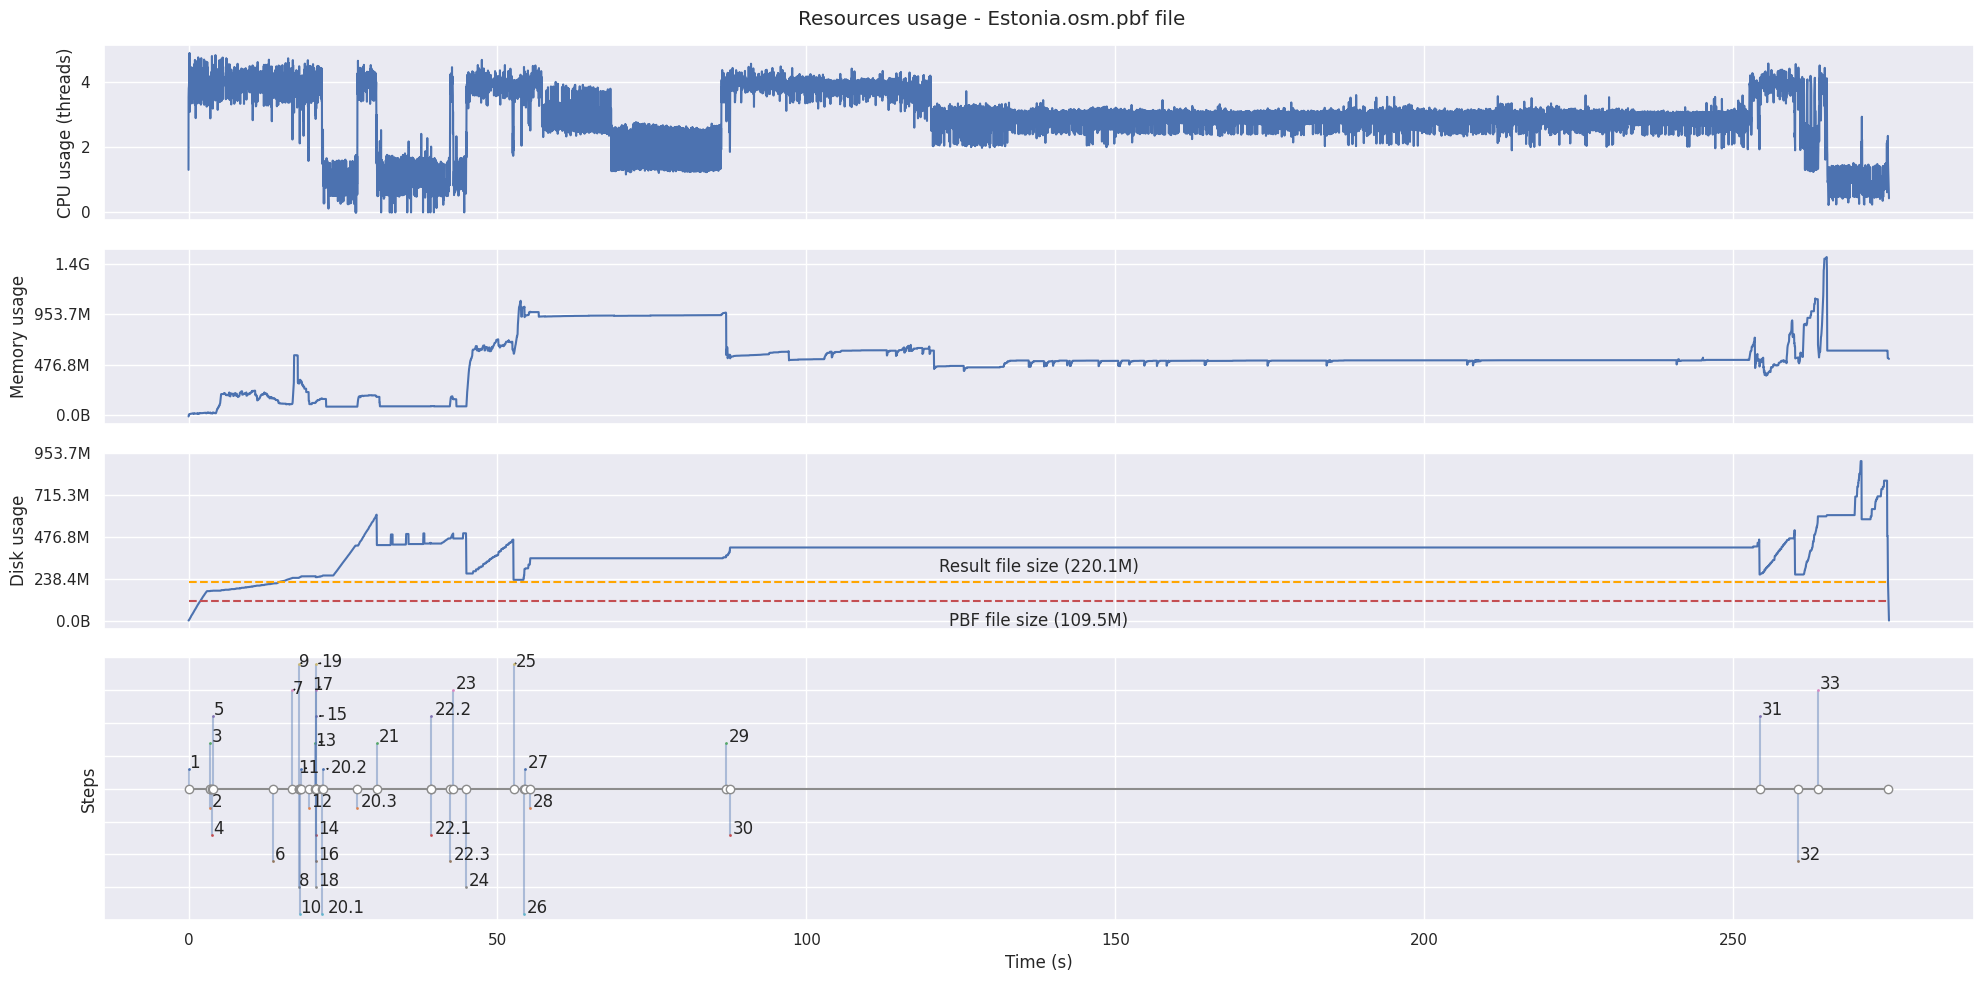 Resources usage - Estonia.osm.pbf file
CPU usage (threads)
4
2
0
Memory usage
1.4G
953.7M
476.8M
0.0B
Disk usage
953.7M
715.3M
476.8M
238.4M
0.0B
Result file size (220.1M)
PBF file size (109.5M)
Steps
9
19
25
7
17
23
33
5
15
22.2
31
3
13
21
29
1
11
20.2
27
2
12
20.3
28
4
14
22.1
30
6
16
22.3
32
8
18
24
10
20.1
26
0
50
100
150
200
250
Time (s)